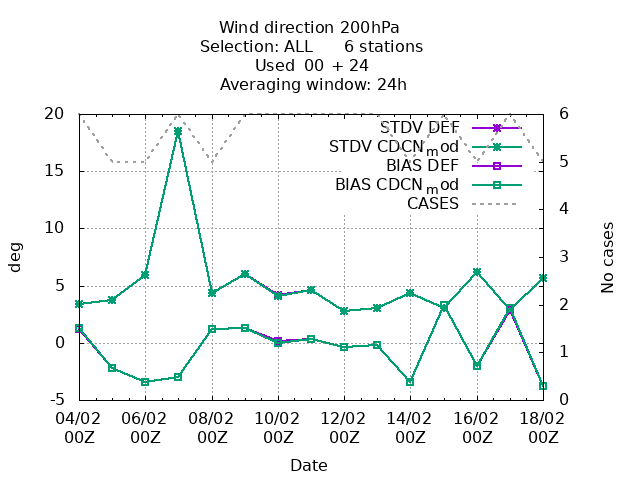 Wind direction 200hPa
Selection: ALL 6 stations
Used 00 + 24
Averaging window: 24h
20
15
10
5
0
-5
deg
STDV DEF
STDV CDCN_mod
BIAS DEF
BIAS CDCN_mod
CASES
6
5
4
3
2
1
0
No cases
04/02 06/02 08/02 10/02 12/02 14/02 16/02 18/02
00Z 00Z 00Z 00Z 00Z 00Z 00Z 00Z
Date